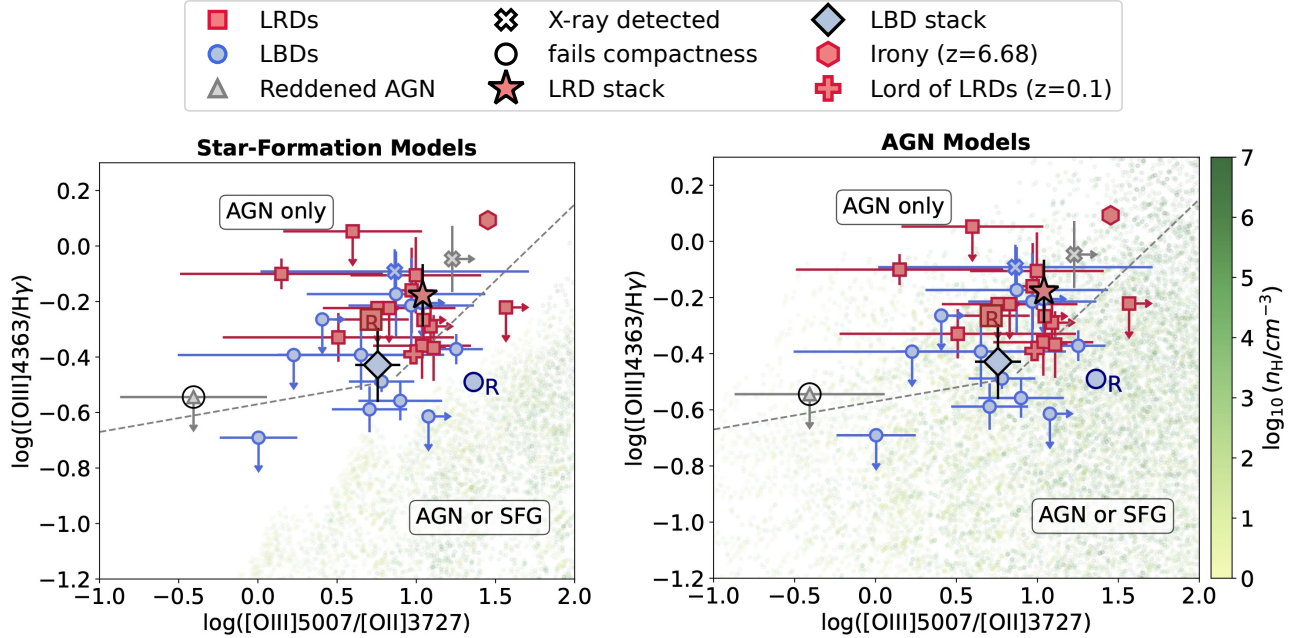 LRDs
LBDs
Reddened AGN
X-ray detected
fails compactness
LRD stack
LBD stack
Irony (z=6.68)
Lord of LRDs (z=0.1)
Star-Formation Models
AGN only
R
R
AGN or SFG
0.2
0.0
−0.2
−0.4
−0.6
−0.8
−1.0
−1.2
log([OIII]4363/Hγ)
−1.0 −0.5 0.0 0.5 1.0 1.5 2.0
log([OIII]5007/[OII]3727)
AGN Models
AGN only
R
R
AGN or SFG
0.2
0.0
−0.2
−0.4
−0.6
−0.8
−1.0
−1.2
log([OIII]4363/Hγ)
−1.0 −0.5 0.0 0.5 1.0 1.5 2.0
log([OIII]5007/[OII]3727)
7
6
5
4
3
2
1
0
log₁₀ (n_H/cm⁻³)